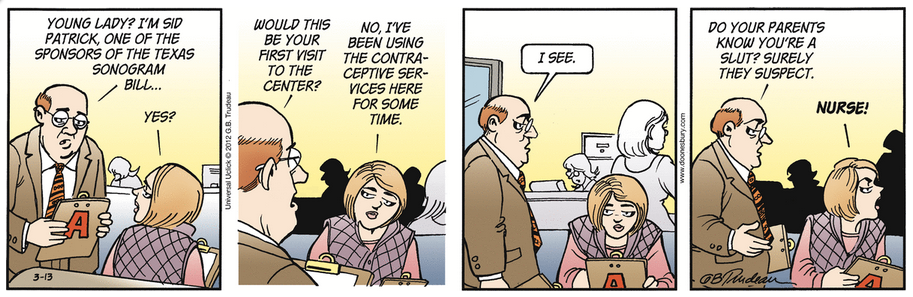 YOUNG LADY? I'M SID
PATRICK, ONE OF THE
SPONSORS OF THE TEXAS
SONOGRAM
BILL...
YES?
A
3-13
Universal Uclick © 2012 G.B. Trudeau
WOULD THIS
BE YOUR
FIRST VISIT
TO THE
CENTER?
NO, I'VE
BEEN USING
THE CONTRA-
CEPTIVE SER-
VICES HERE
FOR SOME
TIME.
I SEE.
A
www.doonesbury.com
DO YOUR PARENTS
KNOW YOU'RE A
SLUT? SURELY
THEY SUSPECT.
NURSE!
A
GBTrudeau